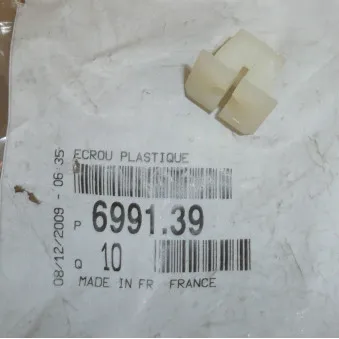 ECROU PLASTIQUE
P 6991.39
Q 10
MADE IN FR FRANCE
08/12/2009 - 06:35